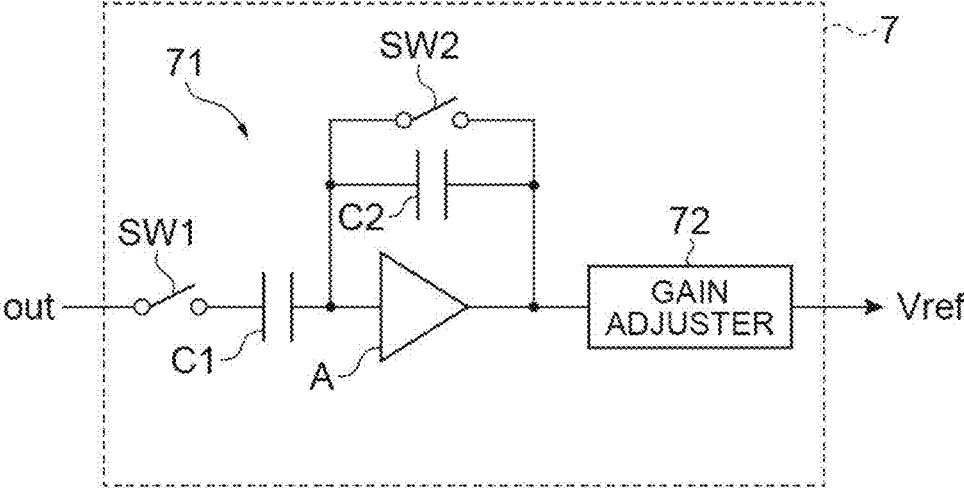 7
SW2
71
C2
72
SW1
GAIN
ADJUSTER
out
Vref
C1
A